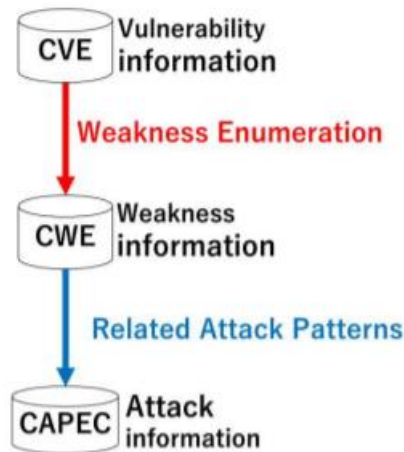 CVE
Vulnerability
information
Weakness Enumeration
CWE
Weakness
information
Related Attack Patterns
CAPEC
Attack
information